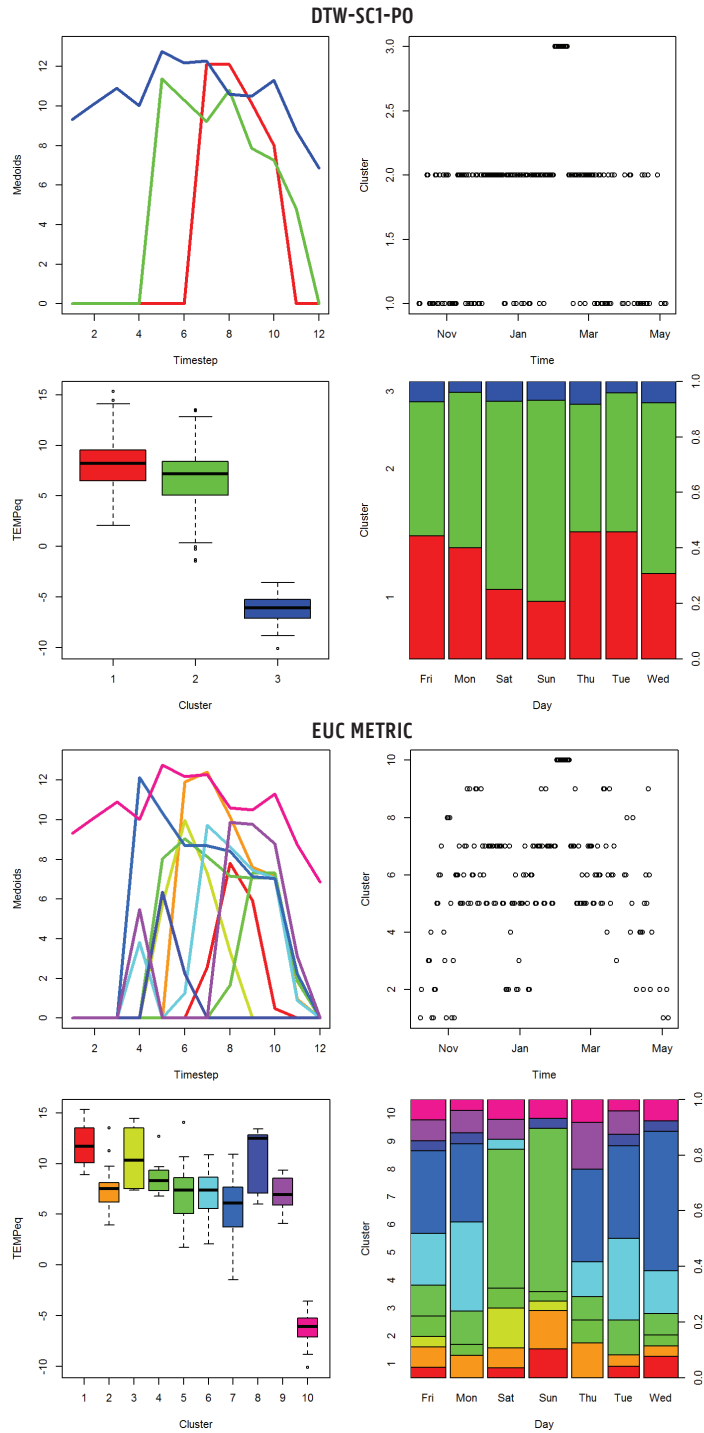 DTW-SC1-PO
Medoids
0 2 4 6 8 10 12
2 4 6 8 10 12
Timestep
Cluster
1.0 1.5 2.0 2.5 3.0
Nov Jan Mar May
Time
TEMPeq
-10 -5 0 5 10 15
1 2 3
Cluster
Cluster
1 2 3
0.0 0.2 0.4 0.6 0.8 1.0
Fri Mon Sat Sun Thu Tue Wed
Day
EUC METRIC
Medoids
0 2 4 6 8 10 12
2 4 6 8 10 12
Timestep
Cluster
2 4 6 8 10
Nov Jan Mar May
Time
TEMPeq
-10 -5 0 5 10 15
1 2 3 4 5 6 7 8 9 10
Cluster
Cluster
1 2 3 4 5 6 7 8 9 10
0.0 0.2 0.4 0.6 0.8 1.0
Fri Mon Sat Sun Thu Tue Wed
Day